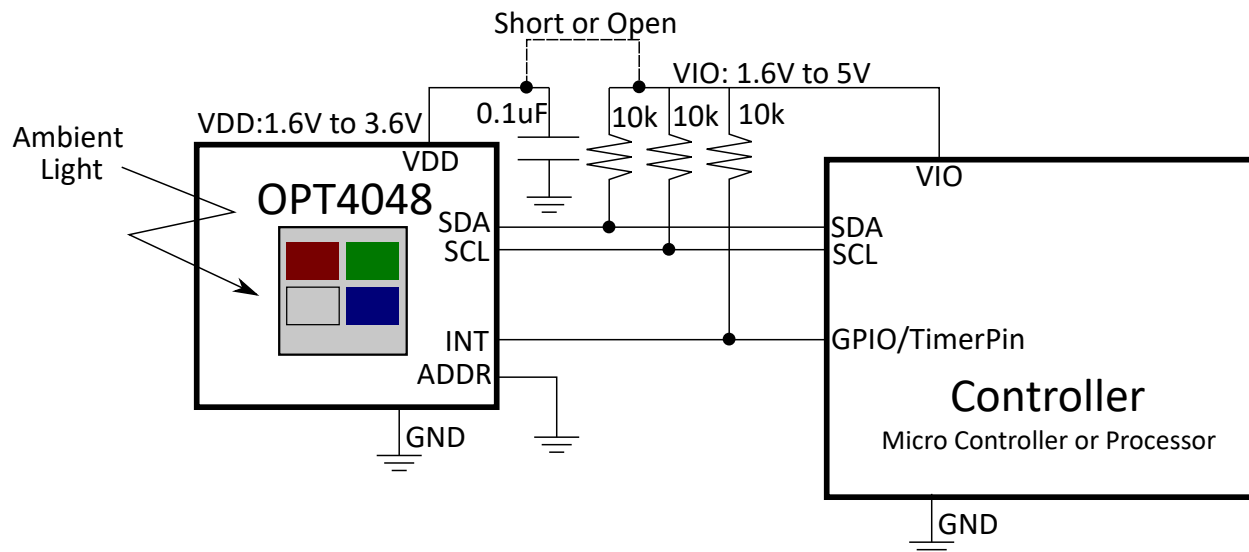 Short or Open
VIO: 1.6V to 5V
0.1uF
10k
10k
10k
VDD:1.6V to 3.6V
Ambient
Light
VDD
VIO
OPT4048
SDA
SDA
SCL
SCL
INT
GPIO/TimerPin
ADDR
Controller
Micro Controller or Processor
GND
GND